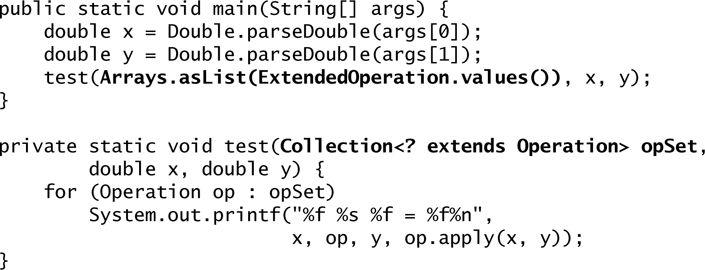 public static void main(String[] args) {
    double x = Double.parseDouble(args[0]);
    double y = Double.parseDouble(args[1]);
    test(Arrays.asList(ExtendedOperation.values()), x, y);
}

private static void test(Collection<? extends Operation> opSet,
        double x, double y) {
    for (Operation op : opSet)
        System.out.printf("%f %s %f = %f%n",
                          x, op, y, op.apply(x, y));
}